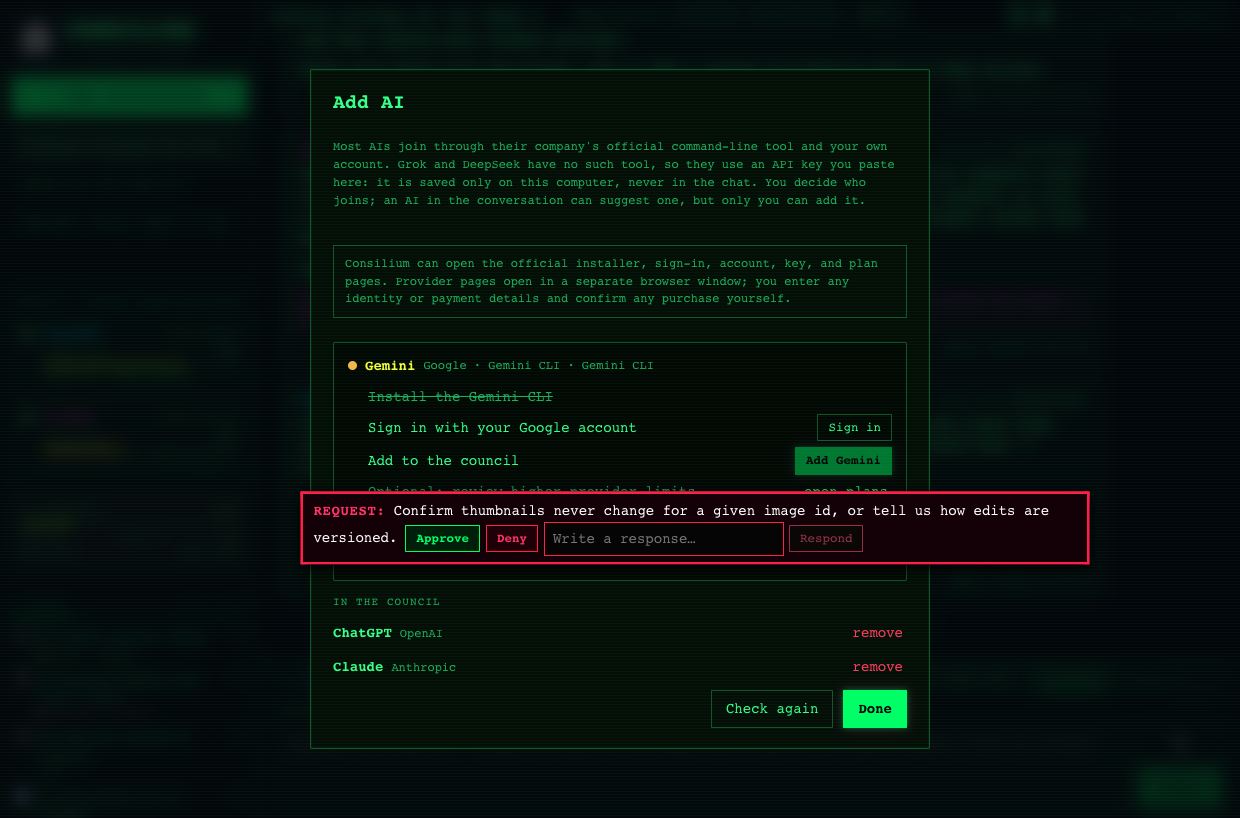 Add AI
Most AIs join through their company's official command-line tool and your own
account. Grok and DeepSeek have no such tool, so they use an API key you paste
here: it is saved only on this computer, never in the chat. You decide who
joins; an AI in the conversation can suggest one, but only you can add it.
Consilium can open the official installer, sign-in, account, key, and plan
pages. Provider pages open in a separate browser window; you enter any
identity or payment details and confirm any purchase yourself.
Gemini Google · Gemini CLI · Gemini CLI
Install the Gemini CLI
Sign in with your Google account Sign in
Add to the council Add Gemini
Optional: review higher provider limits open plans
REQUEST: Confirm thumbnails never change for a given image id, or tell us how edits are
versioned. Approve Deny Write a response… Respond
IN THE COUNCIL
ChatGPT OpenAI remove
Claude Anthropic remove
Check again Done